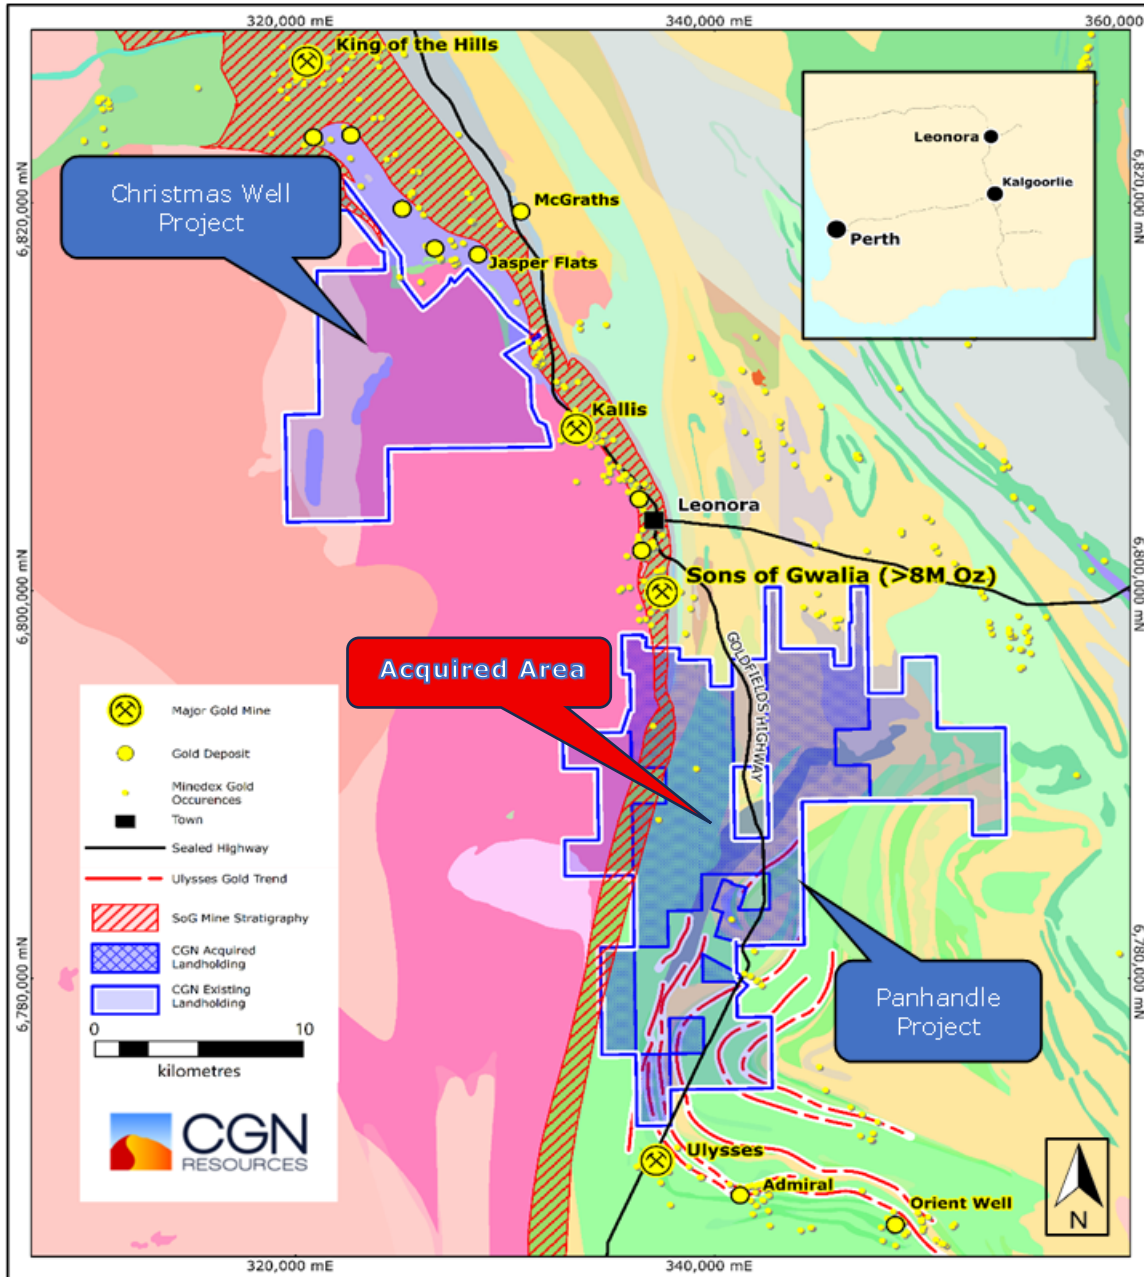 320,000 mE
340,000 mE
360,000 mE
King of the Hills
6,820,000 mN
6,820,000 mN
Christmas Well
Project
McGraths
Jasper Flats
Leonora
Kalgoorlie
Perth
Kallis
Leonora
Sons of Gwalia (>8M Oz)
6,800,000 mN
6,800,000 mN
Acquired Area
GOLDFIELDS HIGHWAY
Major Gold Mine
Gold Deposit
Minedex Gold
Occurences
Town
Sealed Highway
Ulysses Gold Trend
SoG Mine Stratigraphy
CGN Acquired
Landholding
CGN Existing
Landholding
0 10
kilometres
CGN
RESOURCES
6,780,000 mN
6,780,000 mN
Panhandle
Project
Ulysses
Admiral
Orient Well
N
320,000 mE
340,000 mE